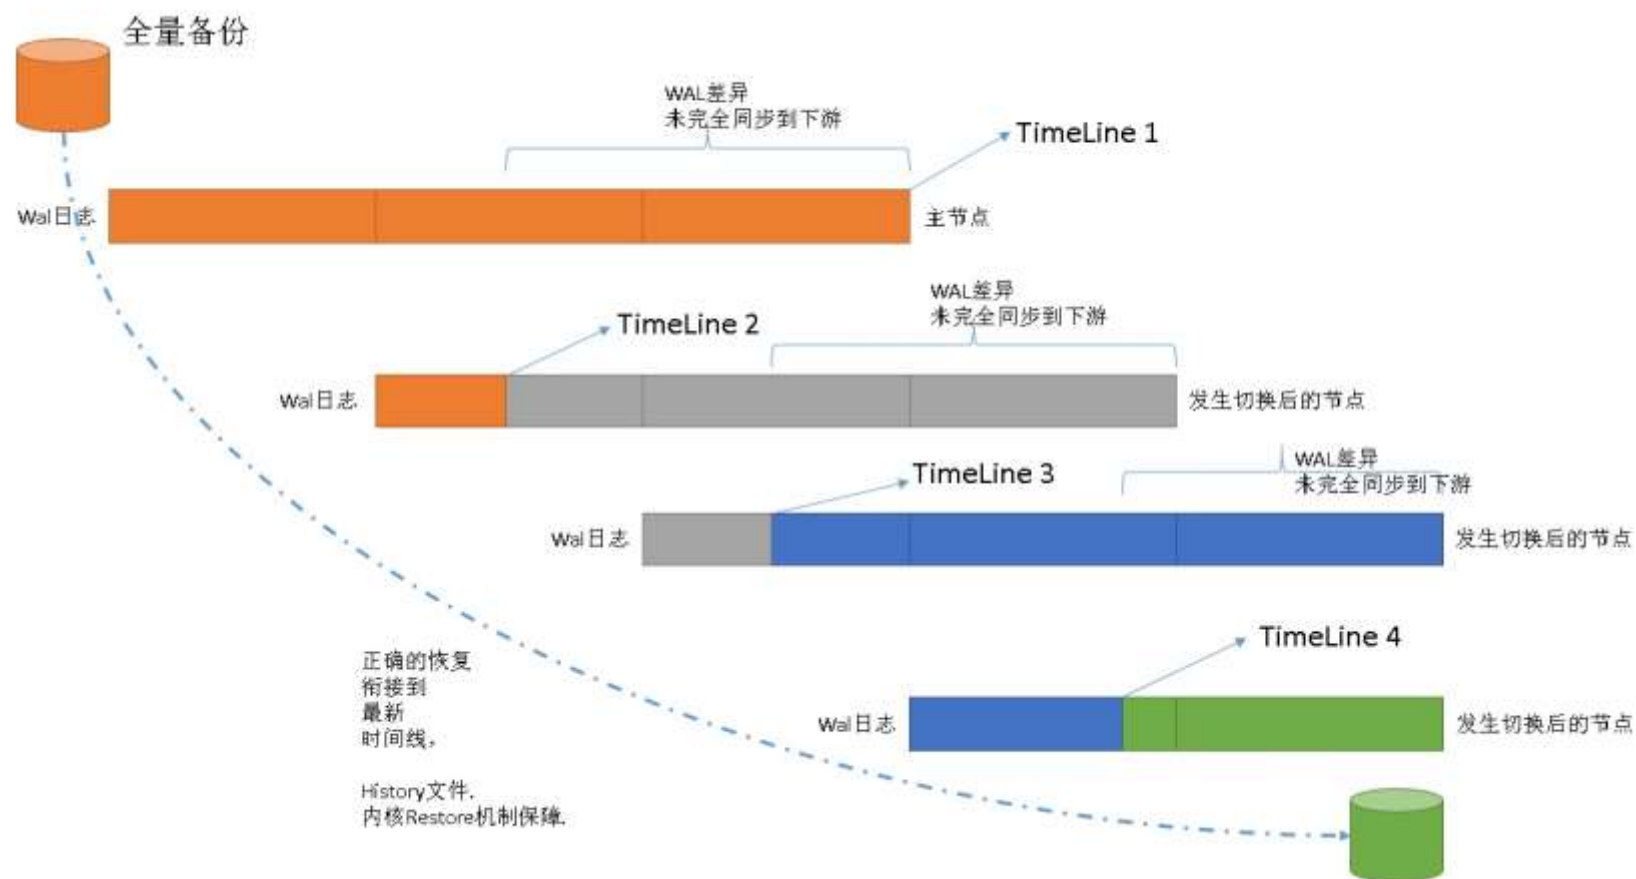 全量备份
WAL差异
未完全同步到下游
TimeLine 1
Wal日志
主节点
WAL差异
未完全同步到下游
TimeLine 2
Wal日志
发生切换后的节点
WAL差异
未完全同步到下游
TimeLine 3
Wal日志
发生切换后的节点
TimeLine 4
Wal日志
发生切换后的节点
正确的恢复
衔接到
最新
时间线，
History文件.
内核Restore机制保障.